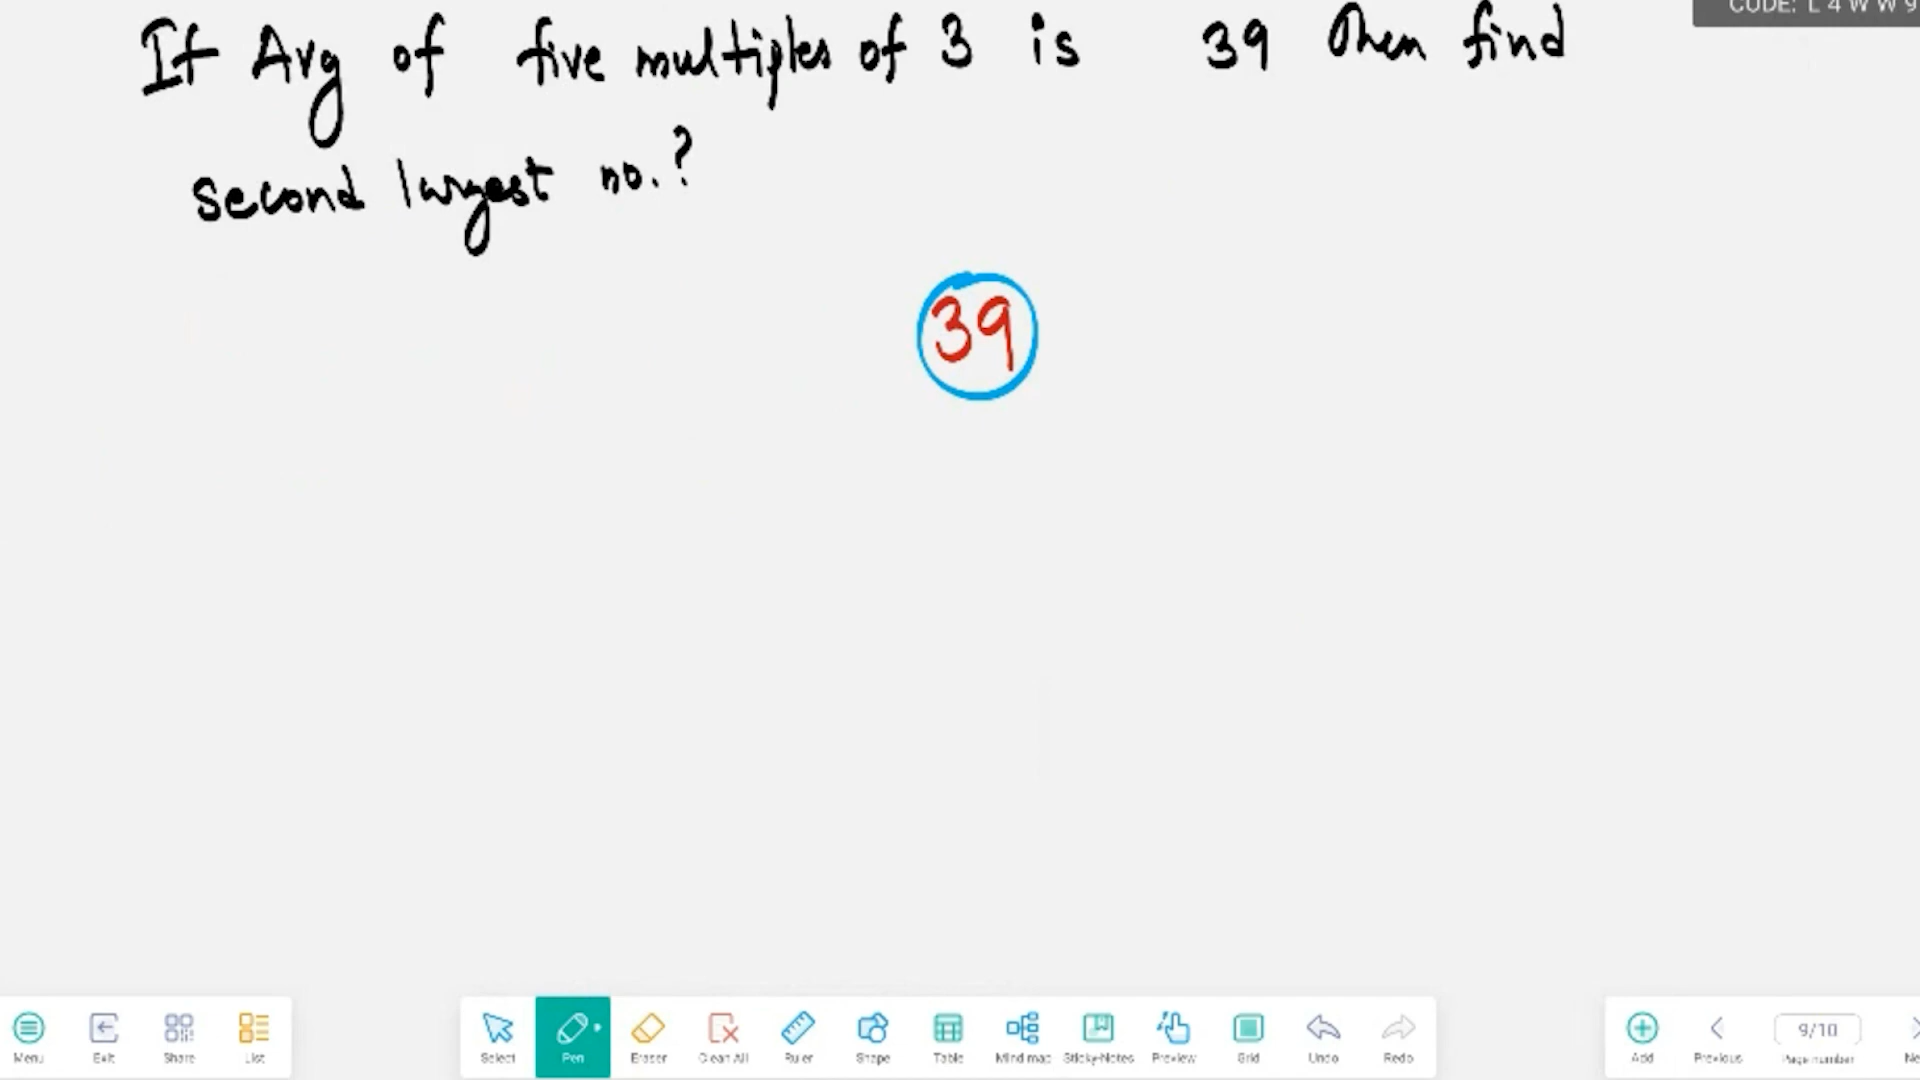 CODE: L 4 W W 9
If Avg of five multiples of 3 is 39 then find
second largest no.?
39
Menu Exit Share List Select Pen Eraser Clean All Ruler Shape Table Mind map Sticky-Notes Preview Grid Undo Redo Add Previous 9/10 Page number Ne